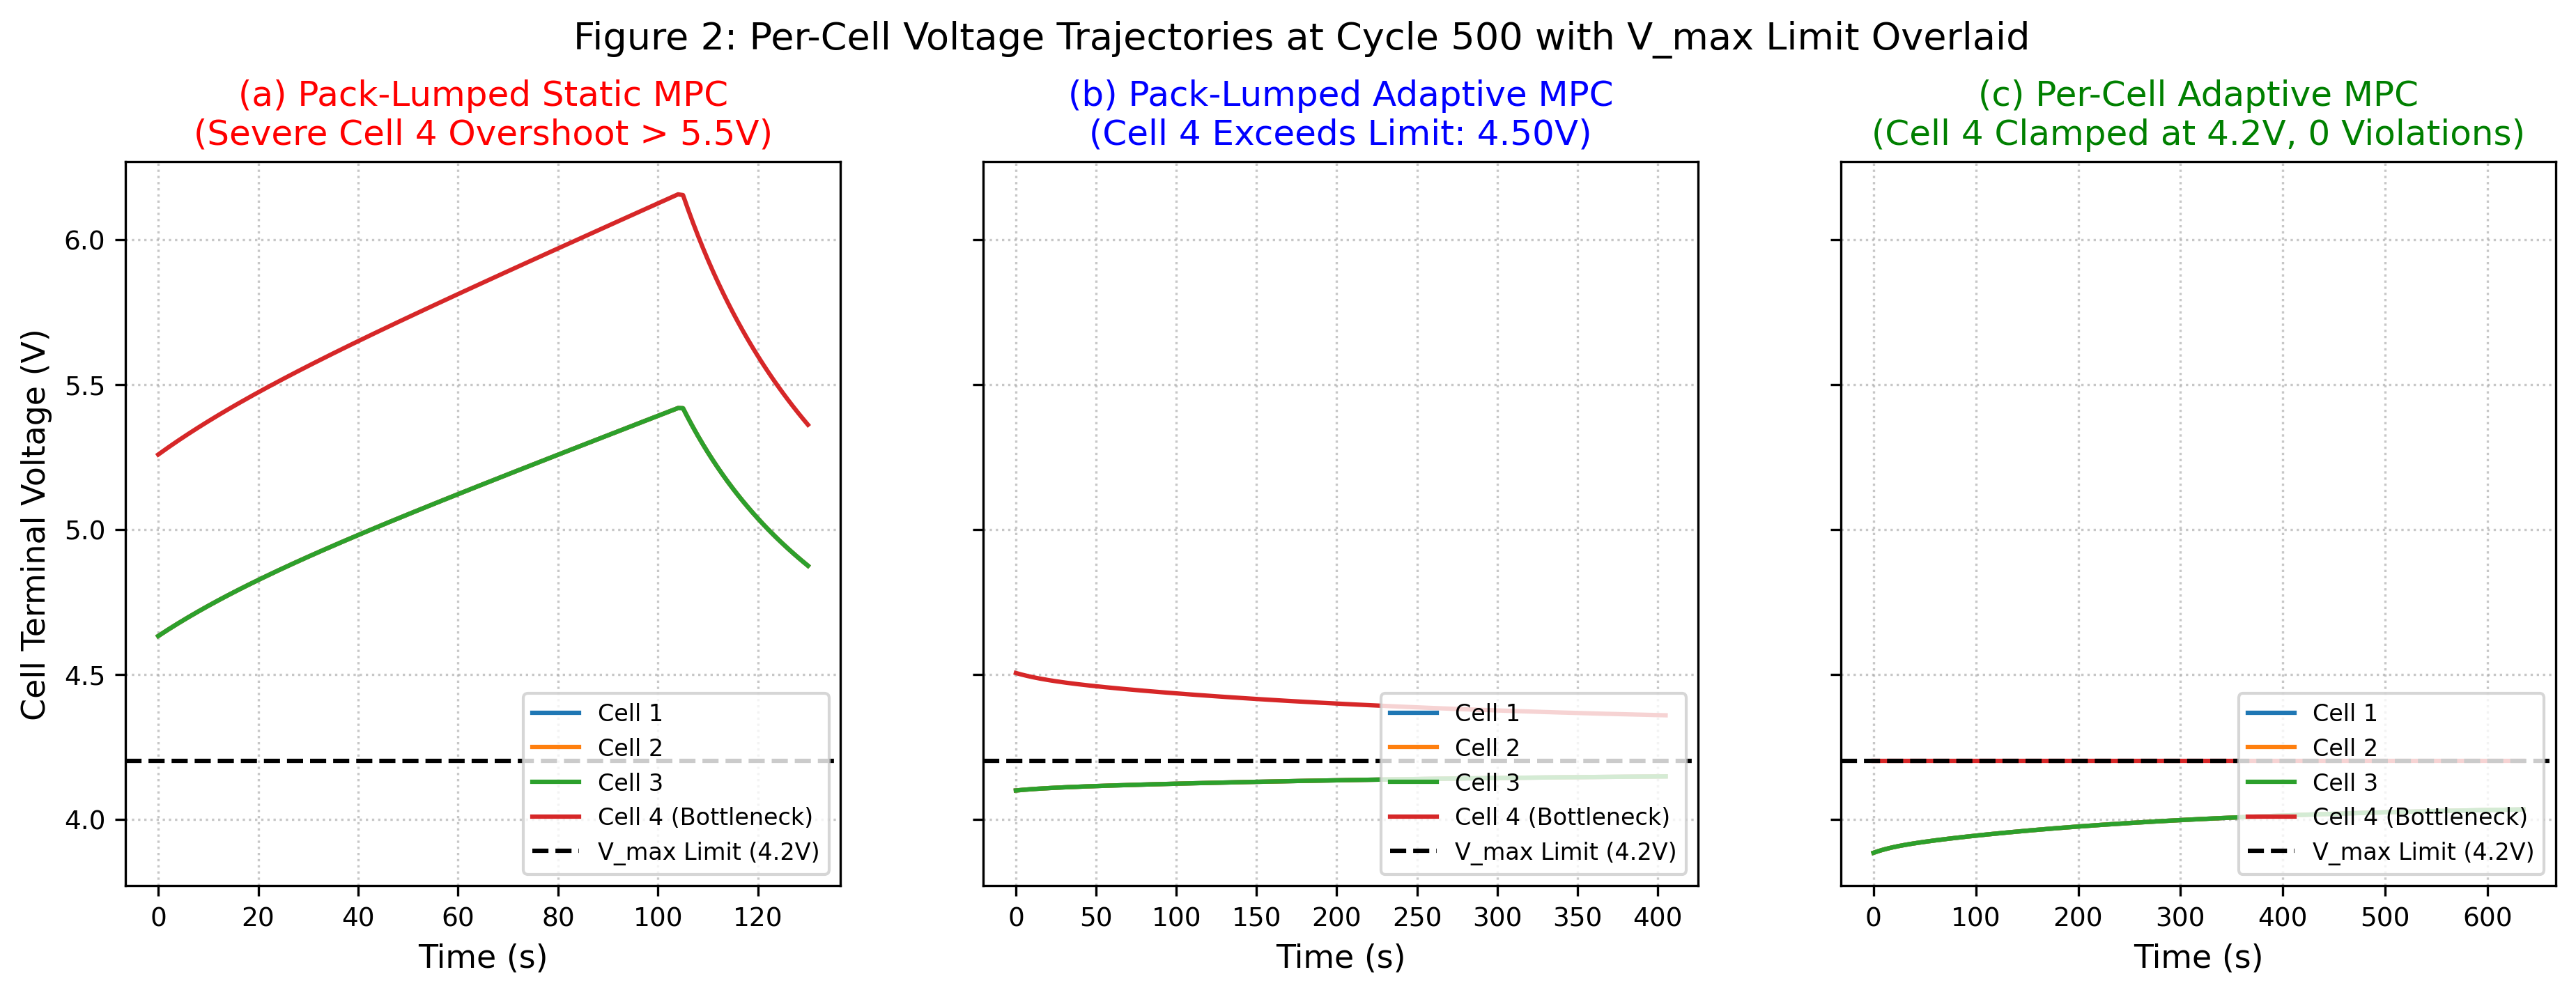 Figure 2: Per-Cell Voltage Trajectories at Cycle 500 with V_max Limit Overlaid
(a) Pack-Lumped Static MPC
(Severe Cell 4 Overshoot > 5.5V)
Cell Terminal Voltage (V)
6.0
5.5
5.0
4.5
4.0
Cell 1
Cell 2
Cell 3
Cell 4 (Bottleneck)
V_max Limit (4.2V)
0 20 40 60 80 100 120
Time (s)
(b) Pack-Lumped Adaptive MPC
(Cell 4 Exceeds Limit: 4.50V)
Cell 1
Cell 2
Cell 3
Cell 4 (Bottleneck)
V_max Limit (4.2V)
0 50 100 150 200 250 300 350 400
Time (s)
(c) Per-Cell Adaptive MPC
(Cell 4 Clamped at 4.2V, 0 Violations)
Cell 1
Cell 2
Cell 3
Cell 4 (Bottleneck)
V_max Limit (4.2V)
0 100 200 300 400 500 600
Time (s)